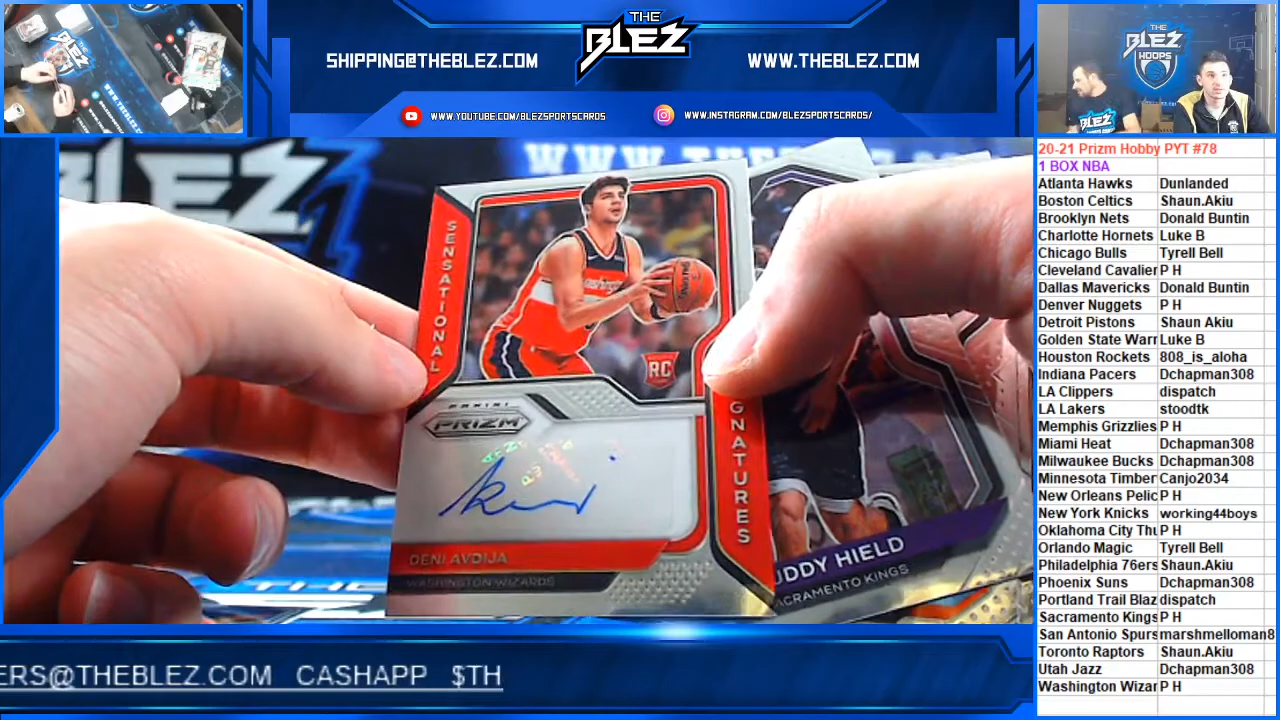 THE
BLEZ
SHIPPING@THEBLEZ.COM
WWW.THEBLEZ.COM
WWW.YOUTUBE.COM/BLEZSPORTSCARDS
WWW.INSTAGRAM.COM/BLEZSPORTSCARDS/
THE
BLEZ
HOOPS
BLEZ
20-21 Prizm Hobby PYT #78
1 BOX NBA
Atlanta Hawks Dunlanded
Boston Celtics Shaun.Akiu
Brooklyn Nets Donald Buntin
Charlotte Hornets Luke B
Chicago Bulls Tyrell Bell
Cleveland Cavalier P H
Dallas Mavericks Donald Buntin
Denver Nuggets P H
Detroit Pistons Shaun Akiu
Golden State Warr Luke B
Houston Rockets 808_is_aloha
Indiana Pacers Dchapman308
LA Clippers dispatch
LA Lakers stoodtk
Memphis Grizzlies P H
Miami Heat Dchapman308
Milwaukee Bucks Dchapman308
Minnesota Timber Canjo2034
New Orleans Pelic P H
New York Knicks working44boys
Oklahoma City Thu P H
Orlando Magic Tyrell Bell
Philadelphia 76ers Shaun.Akiu
Phoenix Suns Dchapman308
Portland Trail Blaz dispatch
Sacramento Kings P H
San Antonio Spurs marshmelloman8
Toronto Raptors Shaun.Akiu
Utah Jazz Dchapman308
Washington Wizar P H
SENSATIONAL
RC
PANINI
PRIZM
GNATURES
DENI AVDIJA
WASHINGTON WIZARDS
UDDY HIELD
ACRAMENTO KINGS
ERS@THEBLEZ.COM CASHAPP $TH